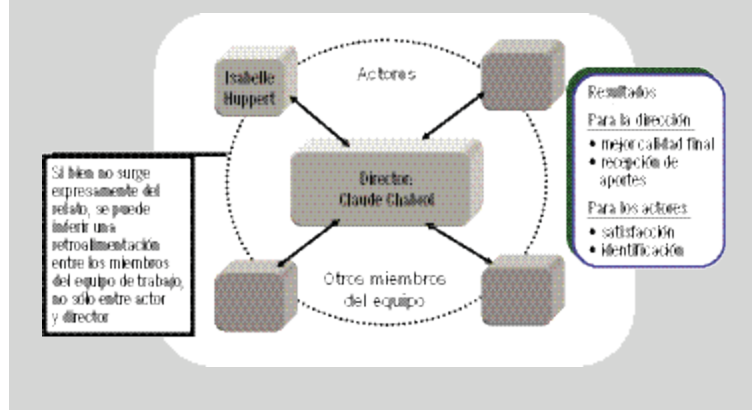 Isabelle
Huppert
Actores
Director:
Claude Chabrol
Otros miembros
del equipo
Si bien no surge
expresamente del
relato, se puede
inferir una
retroalimentación
entre los miembros
del equipo de trabajo,
no sólo entre actor
y director
Resultados
Para la dirección
• mejor calidad final
• recepción de
aportes
Para los actores
• satisfacción
• identificación